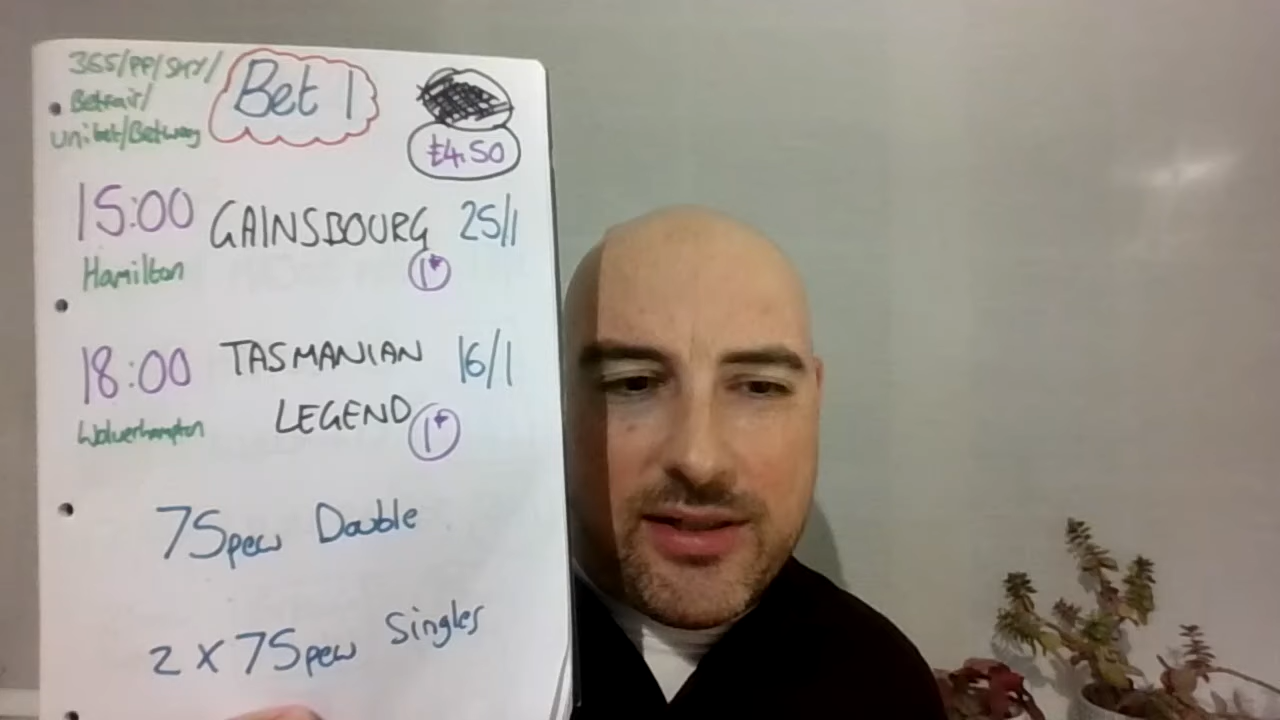 365/PP/SKY/
Betfair/
Unibet/Betway
Bet 1
£4.50
15:00 GAINSBOURG 25/1
Hamilton
1*
18:00 TASMANIAN 16/1
LEGEND
1*
Wolverhampton
75pew Double
2 x 75pew Singles